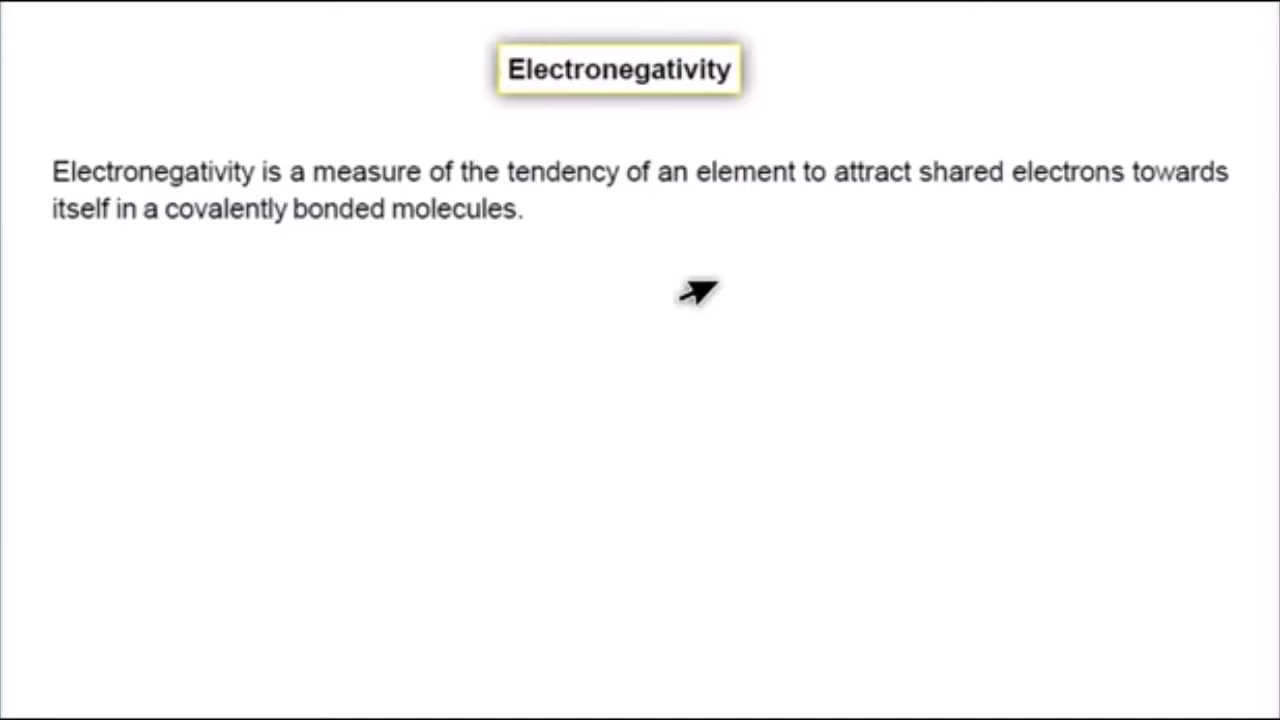 Electronegativity
Electronegativity is a measure of the tendency of an element to attract shared electrons towards
itself in a covalently bonded molecules.